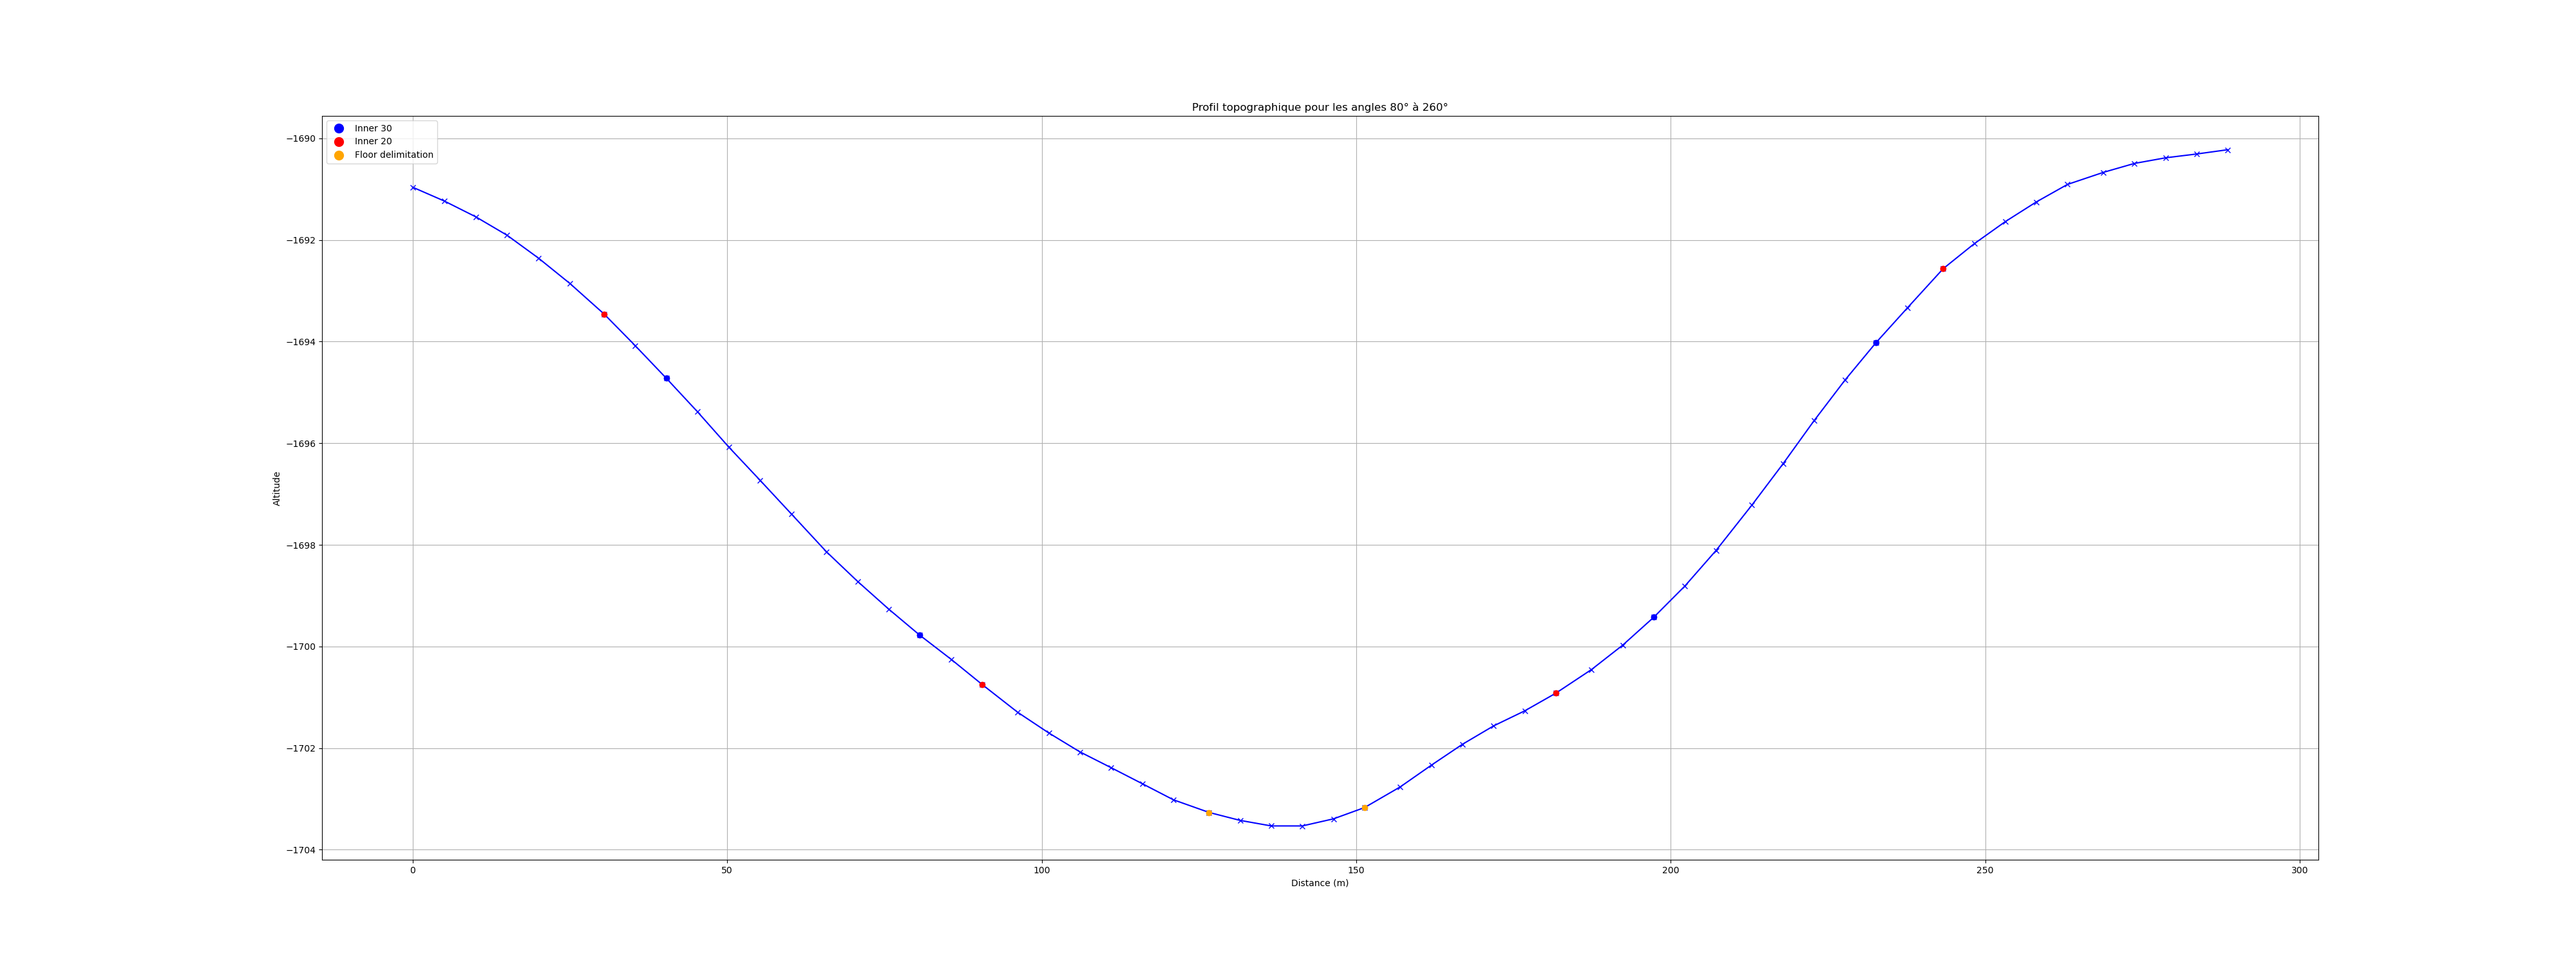 Profil topographique pour les angles 80° à 260°
Inner 30
Inner 20
Floor delimitation
−1690
−1692
−1694
−1696
−1698
−1700
−1702
−1704
Altitude
0 50 100 150 200 250 300
Distance (m)